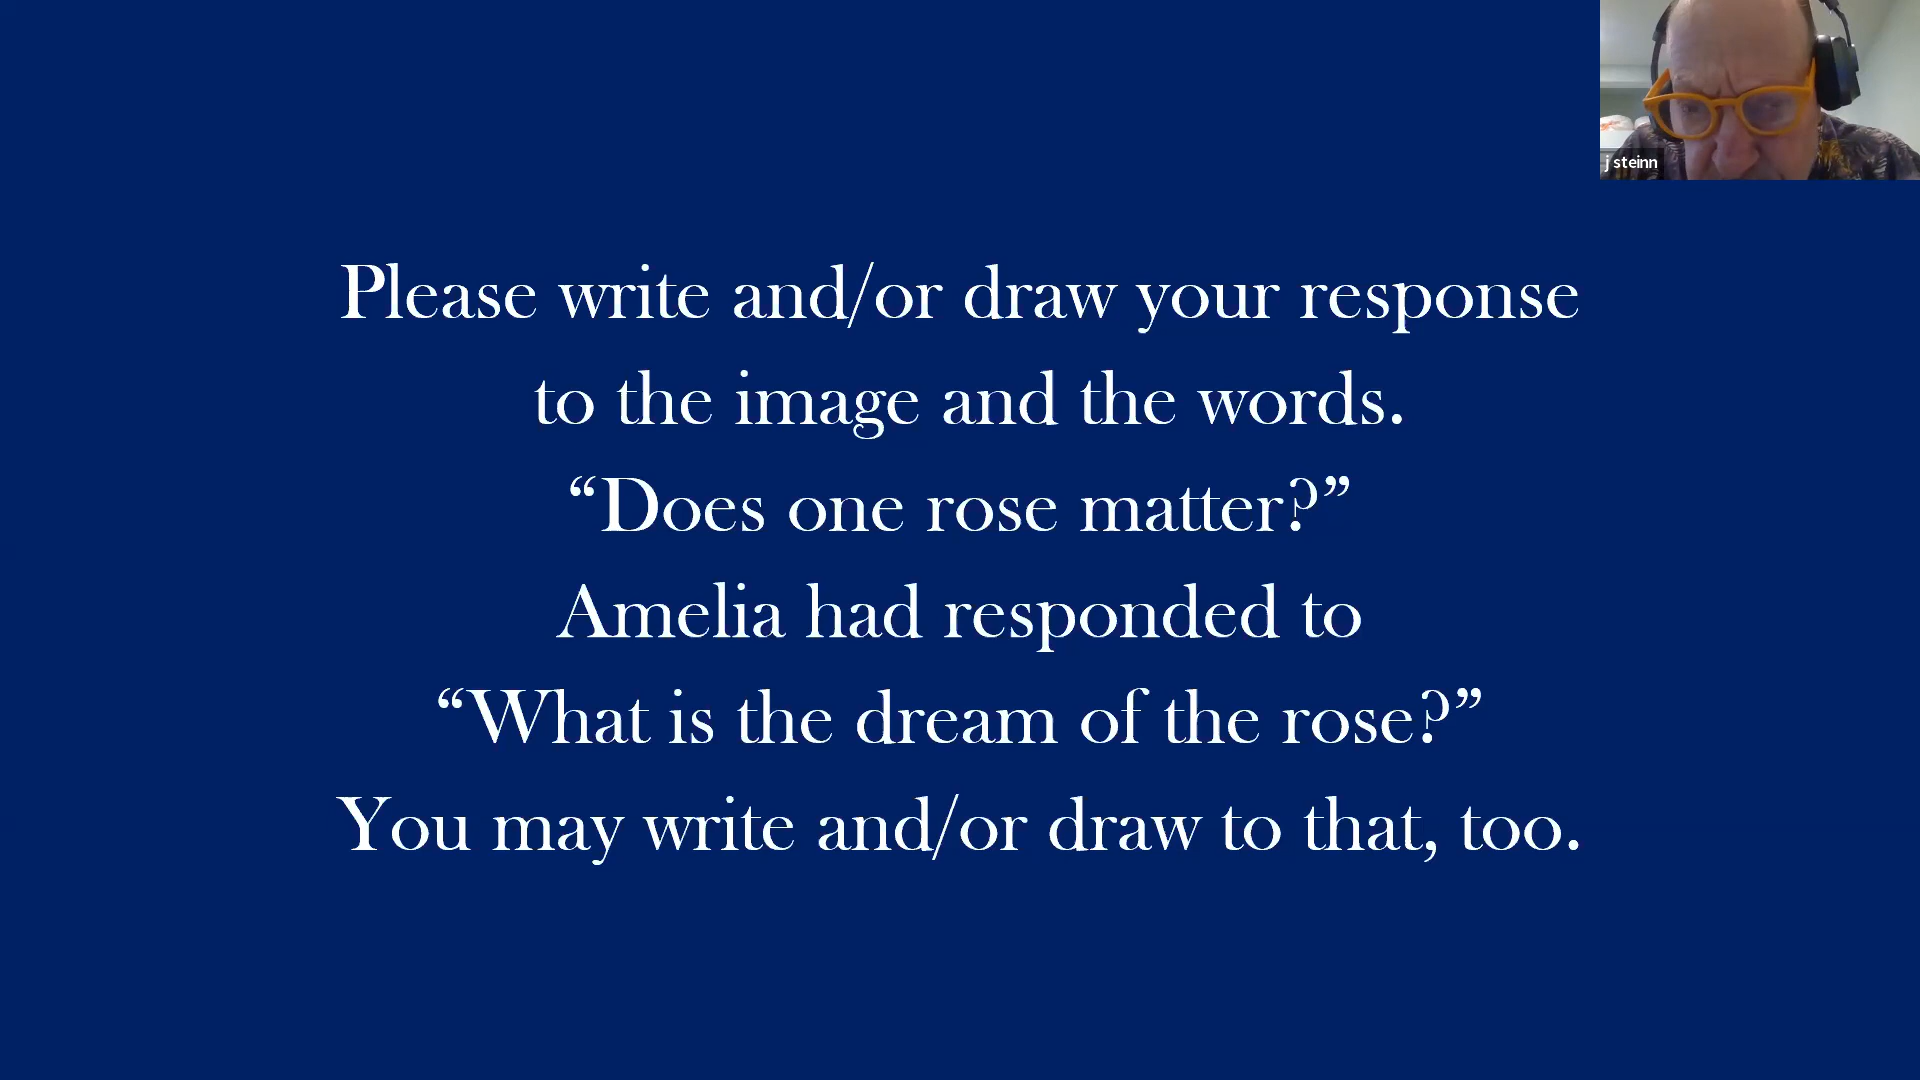 j steinn
Please write and/or draw your response
to the image and the words.
“Does one rose matter?”
Amelia had responded to
“What is the dream of the rose?”
You may write and/or draw to that, too.